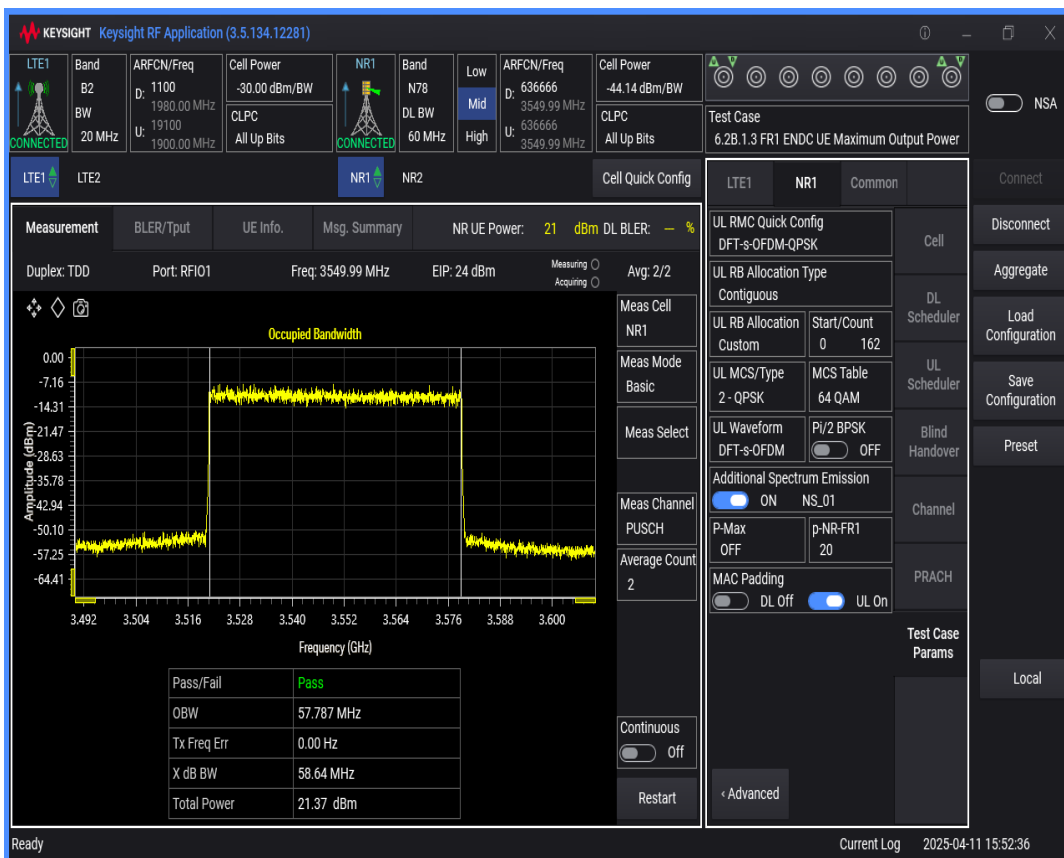 KEYSIGHT Keysight RF Application (3.5.134.12281)
LTE1 Band B2 BW 20 MHz CONNECTED
ARFCN/Freq D: 1100 1980.00 MHz U: 19100 1900.00 MHz
Cell Power -30.00 dBm/BW
CLPC All Up Bits
NR1 Band N78 DL BW 60 MHz CONNECTED
Low
Mid
High
ARFCN/Freq D: 636666 3549.99 MHz U: 636666 3549.99 MHz
Cell Power -44.14 dBm/BW
CLPC All Up Bits
Test Case
6.2B.1.3 FR1 ENDC UE Maximum Output Power
NSA
LTE1 LTE2 NR1 NR2 Cell Quick Config
Measurement BLER/Tput UE Info. Msg. Summary NR UE Power: 21 dBm DL BLER: -- %
Duplex: TDD Port: RFIO1 Freq: 3549.99 MHz EIP: 24 dBm Measuring Acquiring Avg: 2/2
Occupied Bandwidth
Amplitude (dBm)
0.00
-7.16
-14.31
-21.47
-28.63
-35.78
-42.94
-50.10
-57.25
-64.41
3.492 3.504 3.516 3.528 3.540 3.552 3.564 3.576 3.588 3.600
Frequency (GHz)
Pass/Fail Pass
OBW 57.787 MHz
Tx Freq Err 0.00 Hz
X dB BW 58.64 MHz
Total Power 21.37 dBm
Meas Cell
NR1
Meas Mode
Basic
Meas Select
Meas Channel
PUSCH
Average Count
2
Continuous
Off
Restart
LTE1 NR1 Common
UL RMC Quick Config
DFT-s-OFDM-QPSK
UL RB Allocation Type
Contiguous
UL RB Allocation Start/Count
Custom 0 162
UL MCS/Type MCS Table
2 - QPSK 64 QAM
UL Waveform Pi/2 BPSK
DFT-s-OFDM OFF
Additional Spectrum Emission
ON NS_01
P-Max p-NR-FR1
OFF 20
MAC Padding
DL Off UL On
‹ Advanced
Cell
DL Scheduler
UL Scheduler
Blind Handover
Channel
PRACH
Test Case Params
Connect
Disconnect
Aggregate
Load Configuration
Save Configuration
Preset
Local
Ready Current Log 2025-04-11 15:52:36